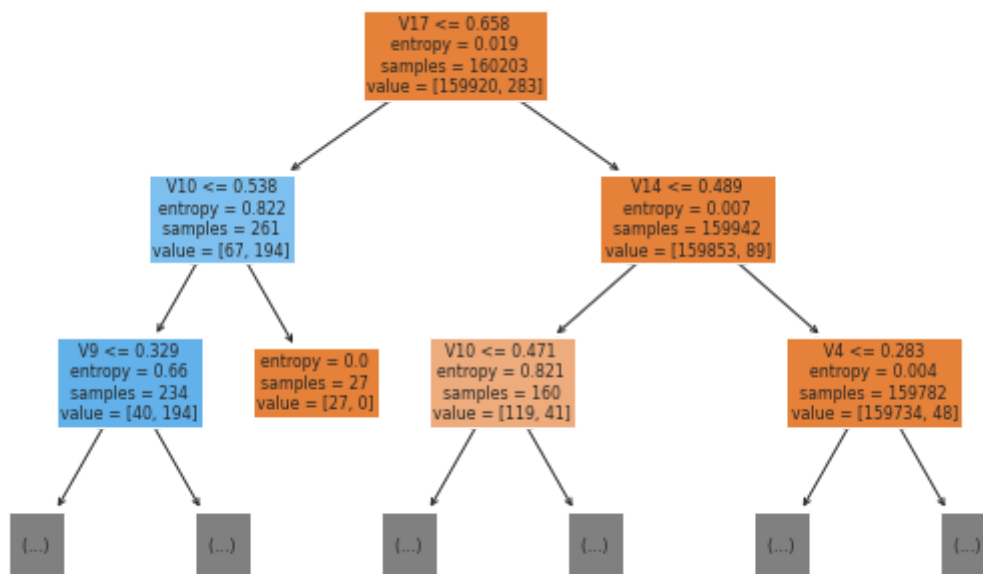 V17 <= 0.658
entropy = 0.019
samples = 160203
value = [159920, 283]
V10 <= 0.538
entropy = 0.822
samples = 261
value = [67, 194]
V14 <= 0.489
entropy = 0.007
samples = 159942
value = [159853, 89]
V9 <= 0.329
entropy = 0.66
samples = 234
value = [40, 194]
entropy = 0.0
samples = 27
value = [27, 0]
V10 <= 0.471
entropy = 0.821
samples = 160
value = [119, 41]
V4 <= 0.283
entropy = 0.004
samples = 159782
value = [159734, 48]
(...)
(...)
(...)
(...)
(...)
(...)